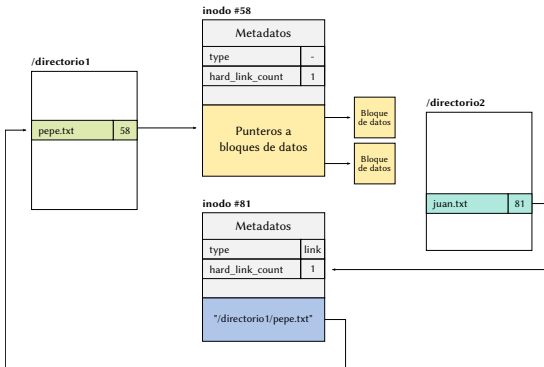 inodo #58
Metadatos
type -
hard_link_count 1
Punteros a
bloques de datos
Bloque
de datos
Bloque
de datos
/directorio1
pepe.txt 58
/directorio2
juan.txt 81
inodo #81
Metadatos
type link
hard_link_count 1
"/directorio1/pepe.txt"